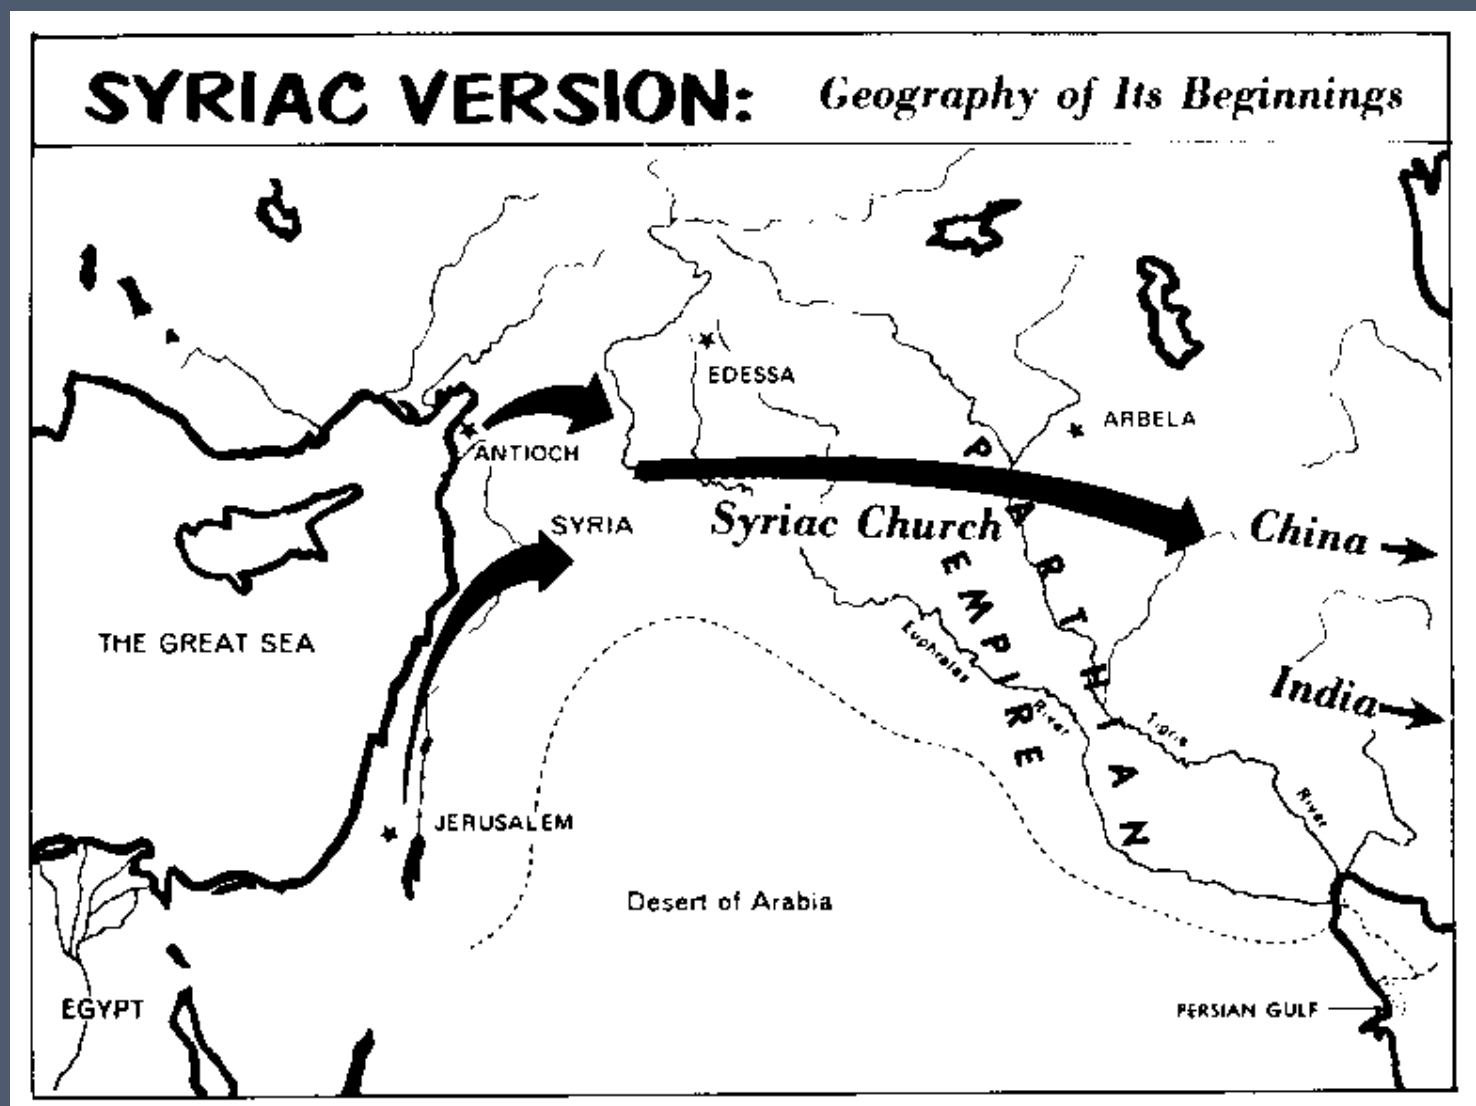 SYRIAC VERSION: Geography of Its Beginnings
EDESSA
ARBELA
ANTIOCH
SYRIA
Syriac Church
China
PARTHIAN
EMPIRE
THE GREAT SEA
Euphrates
River
India
Tigris
River
JERUSALEM
Desert of Arabia
EGYPT
PERSIAN GULF